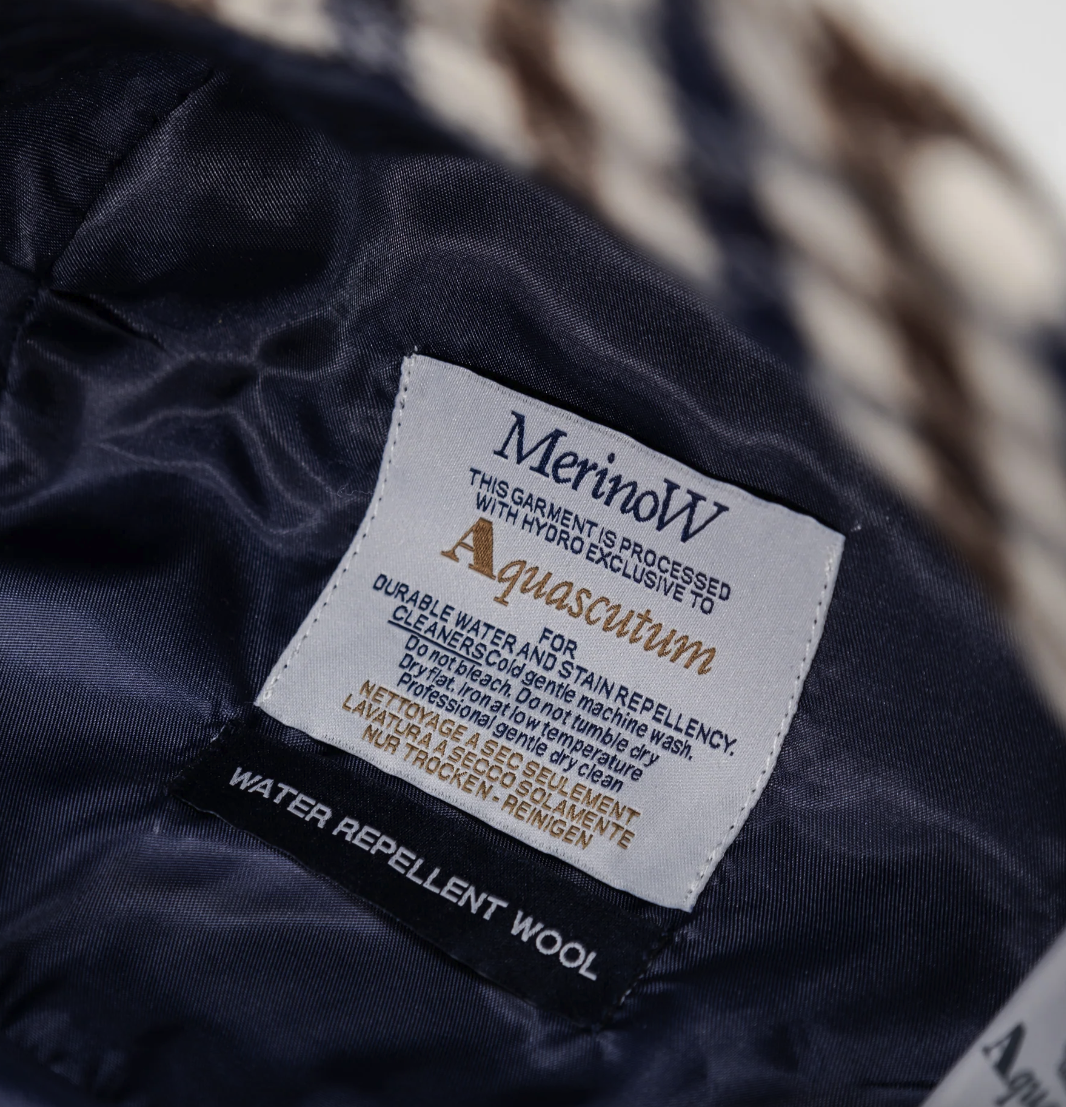 MerinoW
THIS GARMENT IS PROCESSED
WITH HYDRO EXCLUSIVE TO
Aquascutum
FOR
DURABLE WATER AND STAIN REPELLENCY.
CLEANERS Cold gentle machine wash.
Do not bleach. Do not tumble dry
Dry flat. Iron at low temperature
Professional gentle dry clean
NETTOYAGE A SEC SEULEMENT
LAVATURA A SECCO SOLAMENTE
NUR TROCKEN - REINIGEN
WATER REPELLENT WOOL